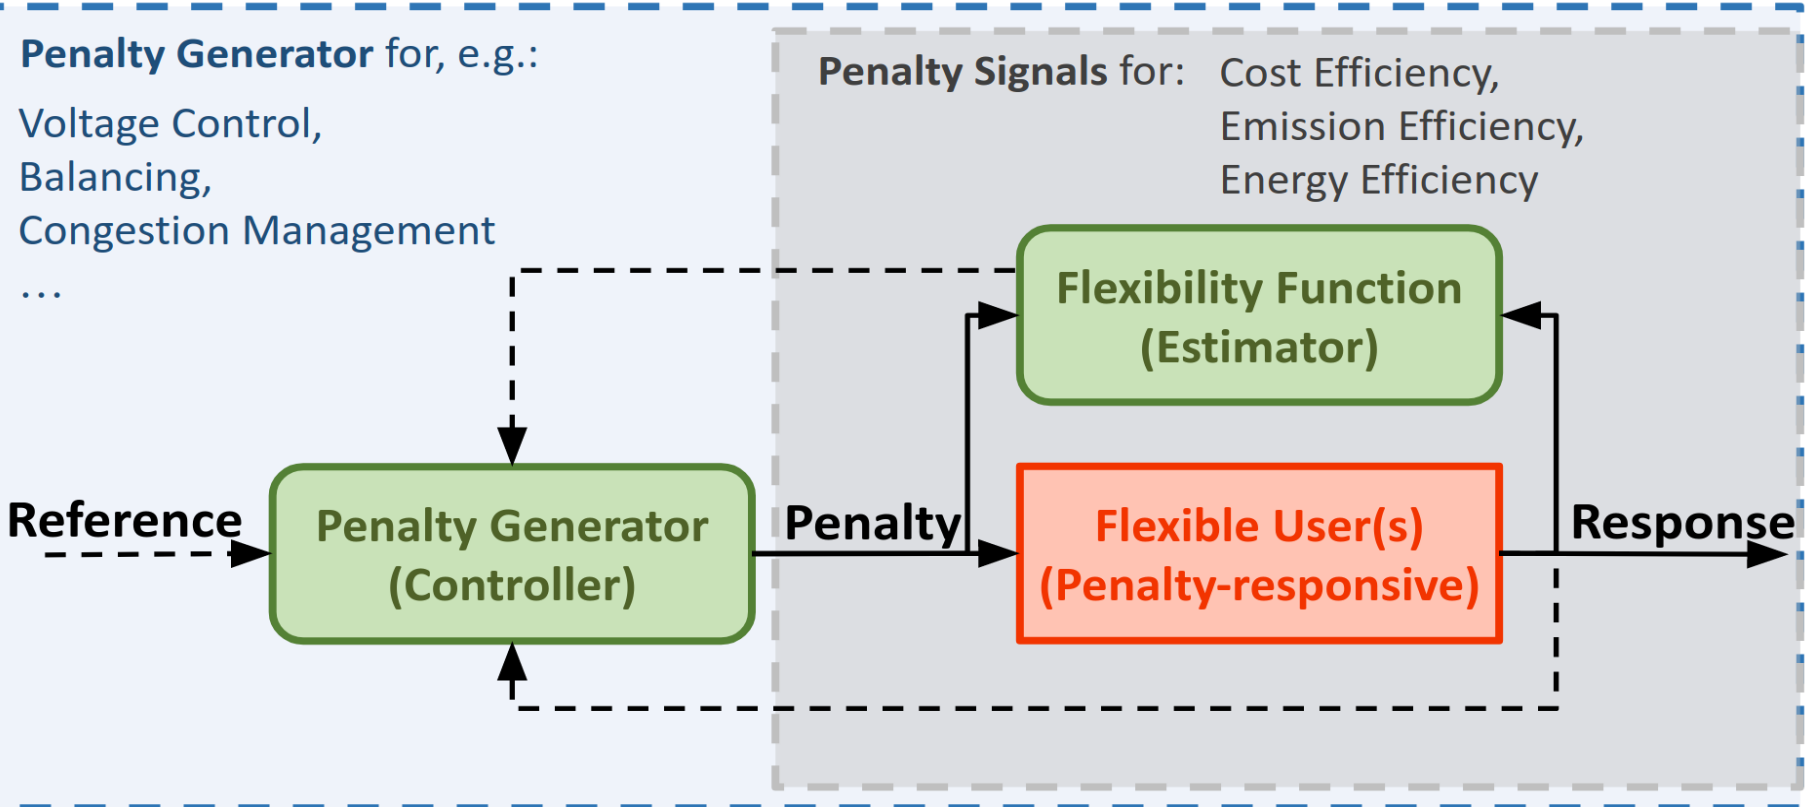 Penalty Generator for, e.g.:
Voltage Control,
Balancing,
Congestion Management
...
Penalty Signals for: Cost Efficiency,
Emission Efficiency,
Energy Efficiency
Flexibility Function
(Estimator)
Reference
Penalty Generator
(Controller)
Penalty
Flexible User(s)
(Penalty-responsive)
Response